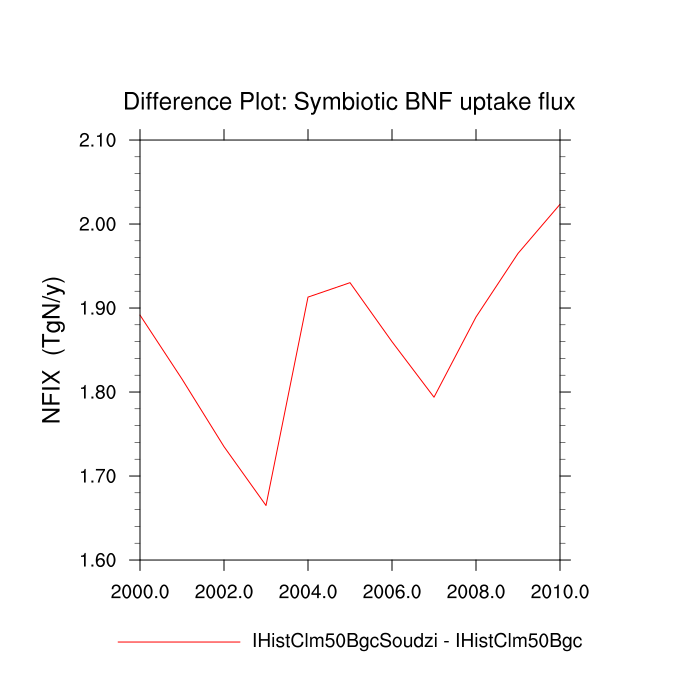 Difference Plot: Symbiotic BNF uptake flux
NFIX (TgN/y)
2.10
2.00
1.90
1.80
1.70
1.60
2000.0 2002.0 2004.0 2006.0 2008.0 2010.0
IHistClm50BgcSoudzi - IHistClm50Bgc